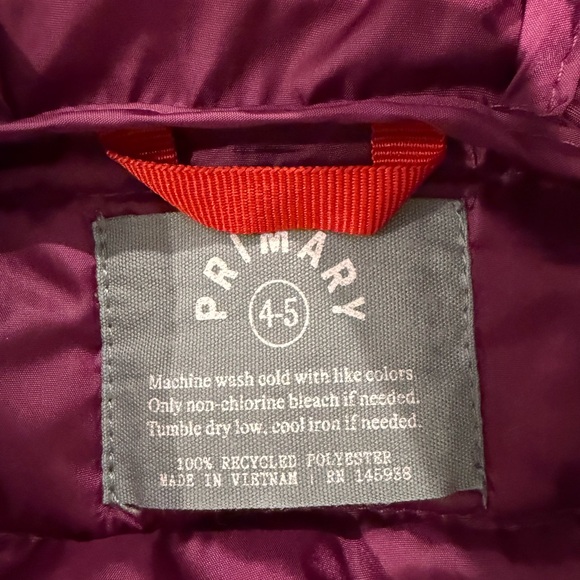 PRIMARY
4-5
Machine wash cold with like colors
Only non-chlorine bleach if needed.
Tumble dry low, cool iron if needed.
100% RECYCLED POLYESTER
MADE IN VIETNAM | RN 145938